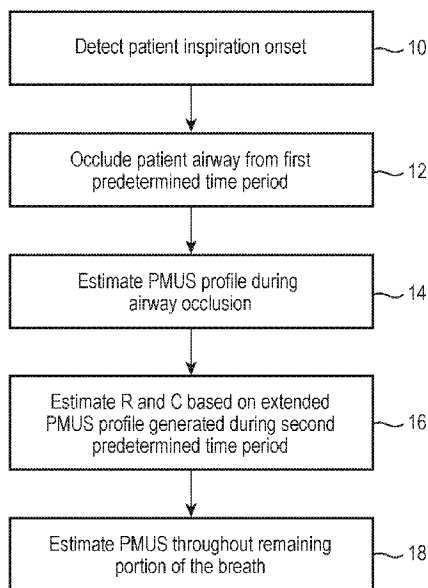 Detect patient inspiration onset
10
Occlude patient airway from first
predetermined time period
12
Estimate PMUS profile during
airway occlusion
14
Estimate R and C based on extended
PMUS profile generated during second
predetermined time period
16
Estimate PMUS throughout remaining
portion of the breath
18